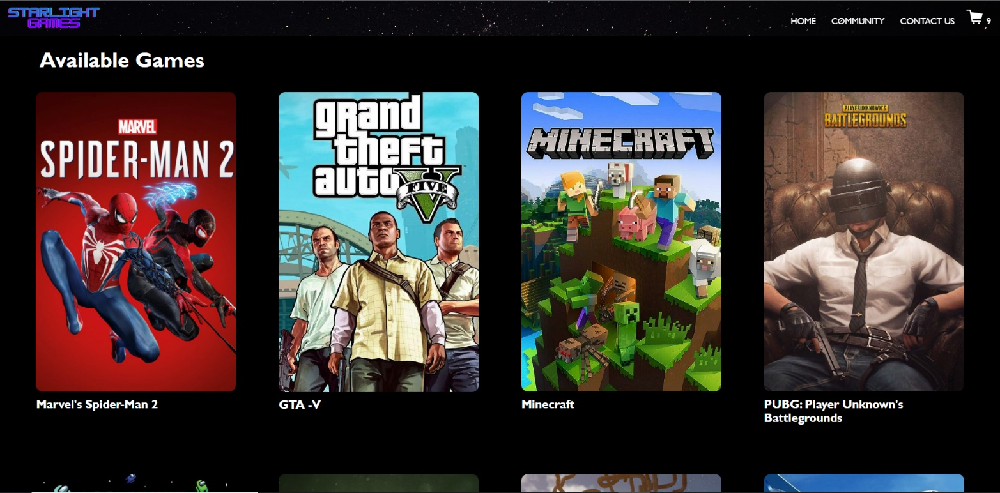 STARLIGHT
GAMES
HOME COMMUNITY CONTACT US 9
Available Games
MARVEL
SPIDER-MAN 2
grand
theft
auto V
FIVE
MINECRAFT
PLAYERUNKNOWN'S
BATTLEGROUNDS
Marvel's Spider-Man 2
GTA -V
Minecraft
PUBG: Player Unknown's
Battlegrounds